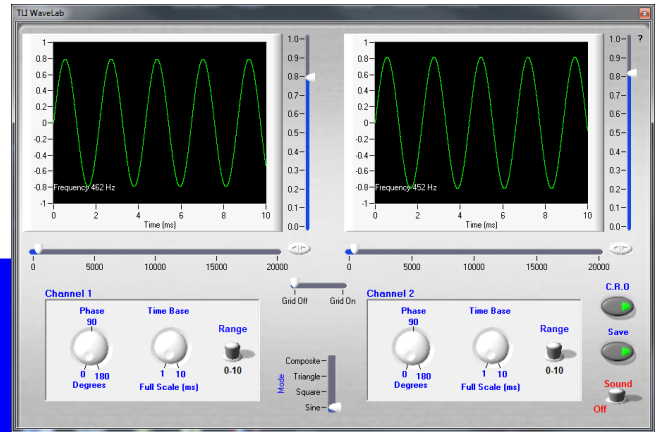 TLI WaveLab
1-
0.8-
0.6-
0.4-
0.2-
0-
-0.2-
-0.4-
-0.6-
-0.8-
-1-
Frequency 462 Hz
0 2 4 6 8 10
Time (ms)
1.0-
0.9-
0.8-
0.7-
0.6-
0.5-
0.4-
0.3-
0.2-
0.1-
0.0-
1-
0.8-
0.6-
0.4-
0.2-
0-
-0.2-
-0.4-
-0.6-
-0.8-
-1-
Frequency 452 Hz
0 2 4 6 8 10
Time (ms)
1.0-
0.9-
0.8-
0.7-
0.6-
0.5-
0.4-
0.3-
0.2-
0.1-
0.0-
?
0 5000 10000 15000 20000
0 5000 10000 15000 20000
Grid Off Grid On
Channel 1
Phase
90
0 180
Degrees
Time Base
1 10
Full Scale (ms)
Range
0-10
Mode
Composite-
Triangle-
Square-
Sine-
Channel 2
Phase
90
0 180
Degrees
Time Base
1 10
Full Scale (ms)
Range
0-10
C.R.O
Save
Sound
Off